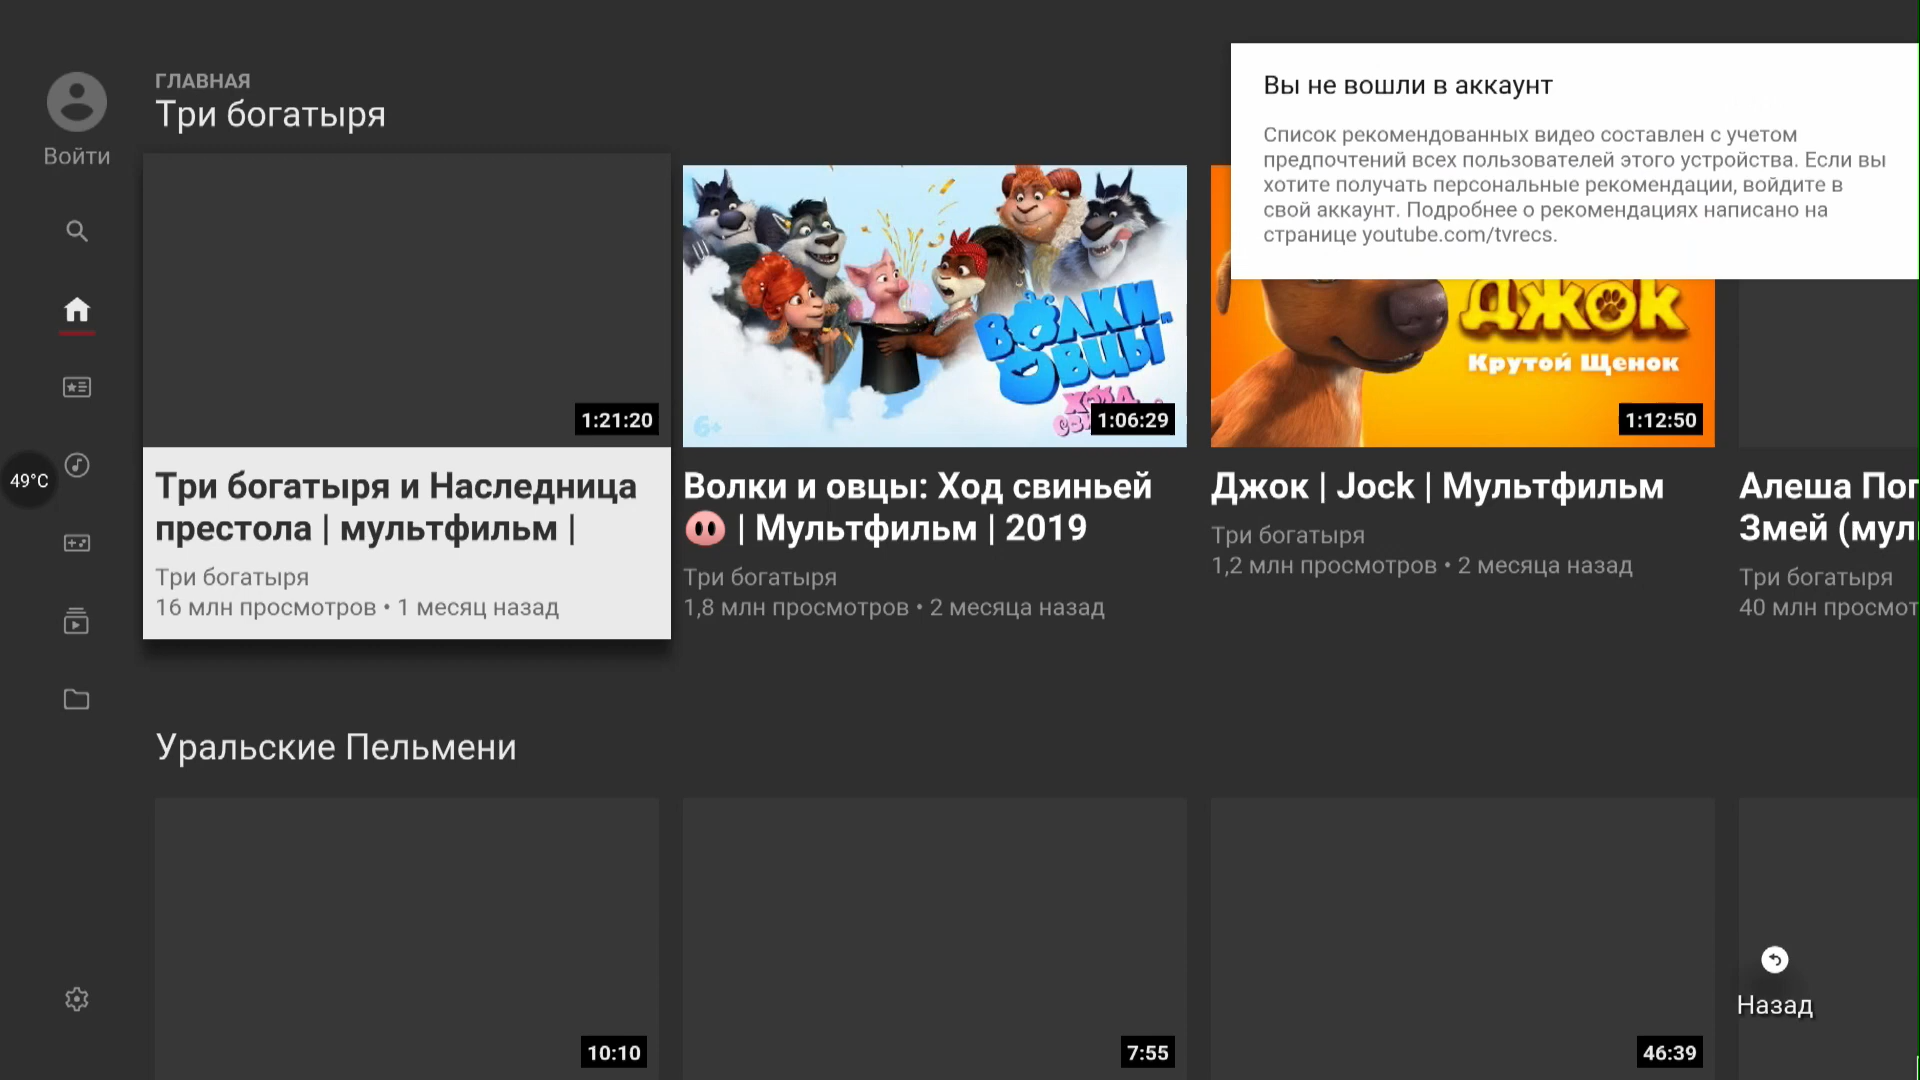 ГЛАВНАЯ
Три богатыря
Войти
Вы не вошли в аккаунт
Список рекомендованных видео составлен с учетом
предпочтений всех пользователей этого устройства. Если вы
хотите получать персональные рекомендации, войдите в
свой аккаунт. Подробнее о рекомендациях написано на
странице youtube.com/tvrecs.
49°C
1:21:20
Три богатыря и Наследница
престола | мультфильм |
Три богатыря
16 млн просмотров • 1 месяц назад
ВОЛКИ И
ОВЦЫ
ХОД
6+
1:06:29
Волки и овцы: Ход свиньей
🐽 | Мультфильм | 2019
Три богатыря
1,8 млн просмотров • 2 месяца назад
ДЖОК
Крутой Щенок
1:12:50
Джок | Jock | Мультфильм
Три богатыря
1,2 млн просмотров • 2 месяца назад
Алеша Поп
Змей (мул
Три богатыря
40 млн просмот
Уральские Пельмени
10:10
7:55
46:39
Назад